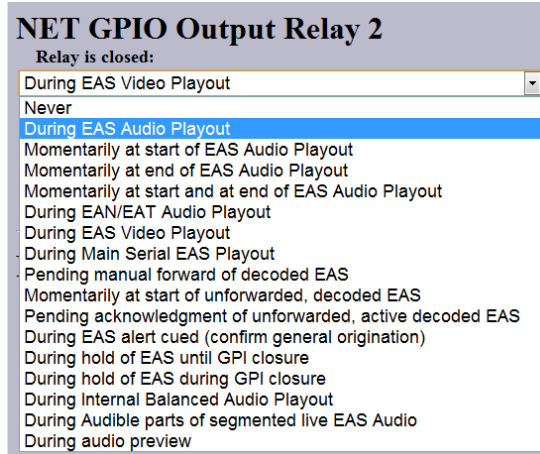 NET GPIO Output Relay 2
Relay is closed:
During EAS Video Playout
Never
During EAS Audio Playout
Momentarily at start of EAS Audio Playout
Momentarily at end of EAS Audio Playout
Momentarily at start and at end of EAS Audio Playout
During EAN/EAT Audio Playout
During EAS Video Playout
During Main Serial EAS Playout
Pending manual forward of decoded EAS
Momentarily at start of unforwarded, decoded EAS
Pending acknowledgment of unforwarded, active decoded EAS
During EAS alert cued (confirm general origination)
During hold of EAS until GPI closure
During hold of EAS during GPI closure
During Internal Balanced Audio Playout
During Audible parts of segmented live EAS Audio
During audio preview